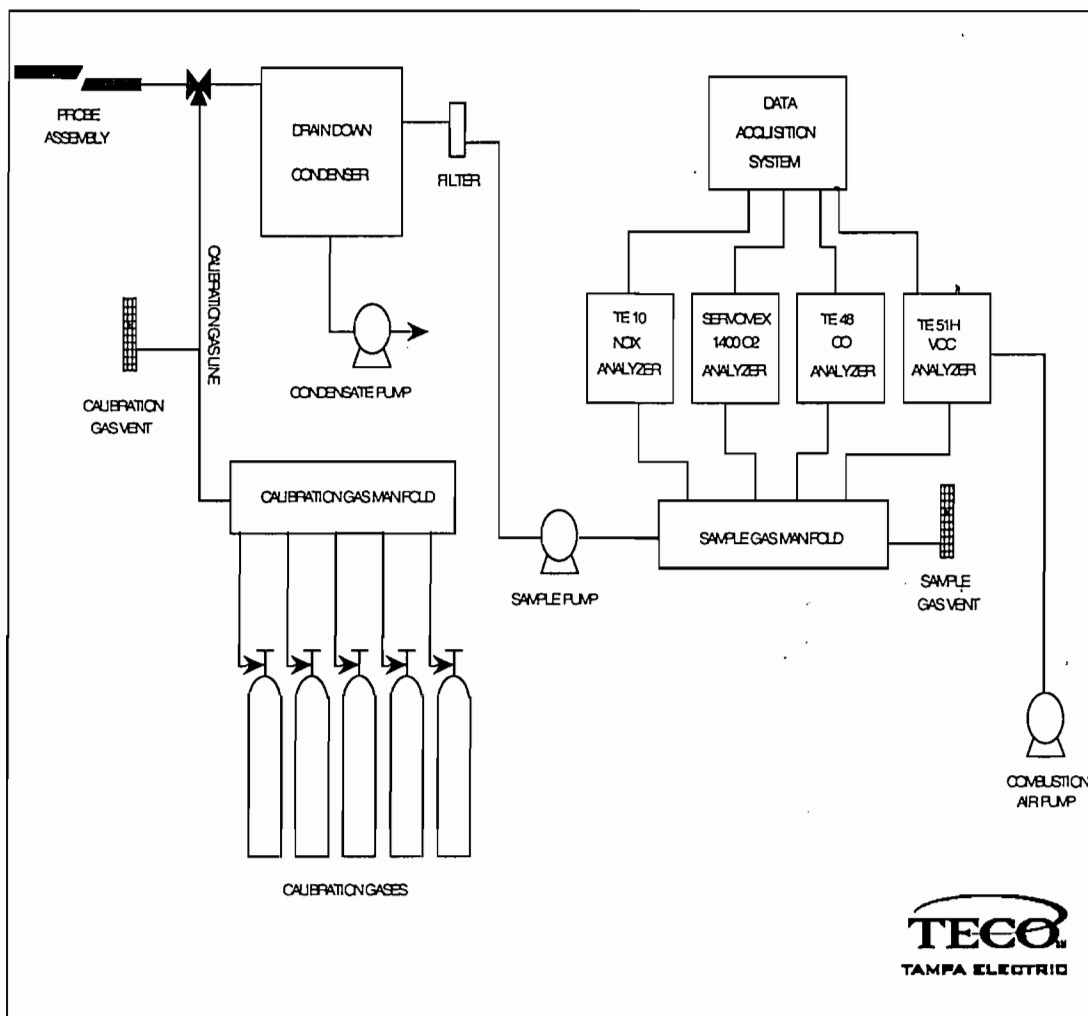 PROBE
ASSEMBLY
DRAIN DOWN
CONDENSER
FILTER
DATA
ACQUISITION
SYSTEM
CALIBRATION GAS LINE
TE 10
NOX
ANALYZER
SERVOMEX
1400 O2
ANALYZER
TE 48
CO
ANALYZER
TE 51H
VOC
ANALYZER
CALIBRATION
GAS VENT
CONDENSATE PUMP
CALIBRATION GAS MANIFOLD
SAMPLE PUMP
SAMPLE GAS MANIFOLD
SAMPLE
GAS VENT
COMBUSTION
AIR PUMP
CALIBRATION GASES
TECO
TAMPA ELECTRIC